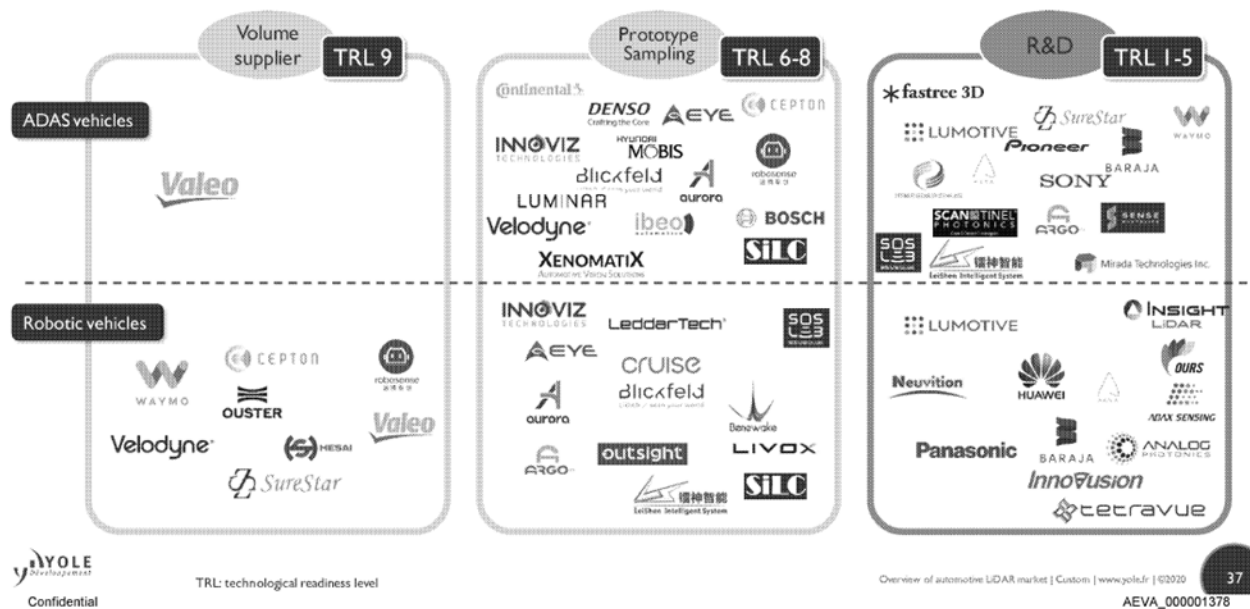 Volume
supplier
TRL 9
Prototype
Sampling
TRL 6-8
R&D
TRL 1-5
ADAS vehicles
Valeo
Continental
DENSO
Crafting the Core
AEYE
CEPTON
INNOVIZ
TECHNOLOGIES
HYUNDAI
MOBIS
robosense
Blickfeld
aurora
LUMINAR
Velodyne
ibeo
automotive
BOSCH
XENOMATIX
AUTOMOTIVE VISION SOLUTIONS
SiLC
fastree 3D
LUMOTIVE
SureStar
WAYMO
Pioneer
BARAJA
SONY
SCANTINEL
PHOTONICS
ARGO
SENSE
SOS
LAB
镭神智能
LeiShen Intelligent System
Mirada Technologies Inc.
Robotic vehicles
WAYMO
CEPTON
robosense
OUSTER
Valeo
Velodyne
HESAI
SureStar
INNOVIZ
TECHNOLOGIES
LeddarTech
SOS
LAB
AEYE
CRUISE
aurora
Blickfeld
Benewake
ARGO
outsight
LIVOX
镭神智能
LeiShen Intelligent System
SiLC
INSIGHT
LiDAR
LUMOTIVE
Neuvition
HUAWEI
OURS
ADAX SENSING
Panasonic
BARAJA
ANALOG
PHOTONICS
Innovusion
tetravue
YOLE
Développement
TRL: technological readiness level
Overview of automotive LiDAR market | Custom | www.yole.fr | ©2020
37
Confidential
AEVA_000001378